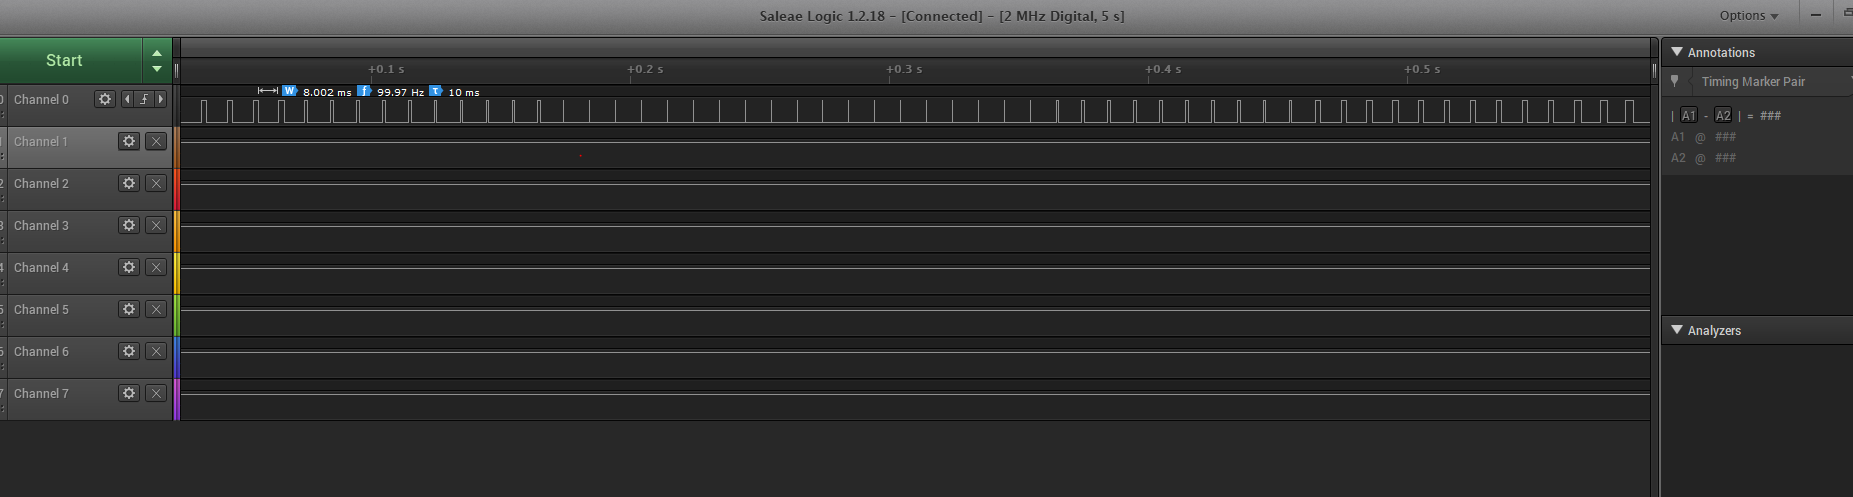 Saleae Logic 1.2.18 - [Connected] - [2 MHz Digital, 5 s]
Options
Start
+0.1 s +0.2 s +0.3 s +0.4 s +0.5 s
Annotations
Timing Marker Pair
W 8.002 ms f 99.97 Hz τ 10 ms
0 Channel 0
| A1 - A2 | = ###
A1 @ ###
Channel 1
A2 @ ###
2 Channel 2
3 Channel 3
4 Channel 4
5 Channel 5
Analyzers
6 Channel 6
7 Channel 7